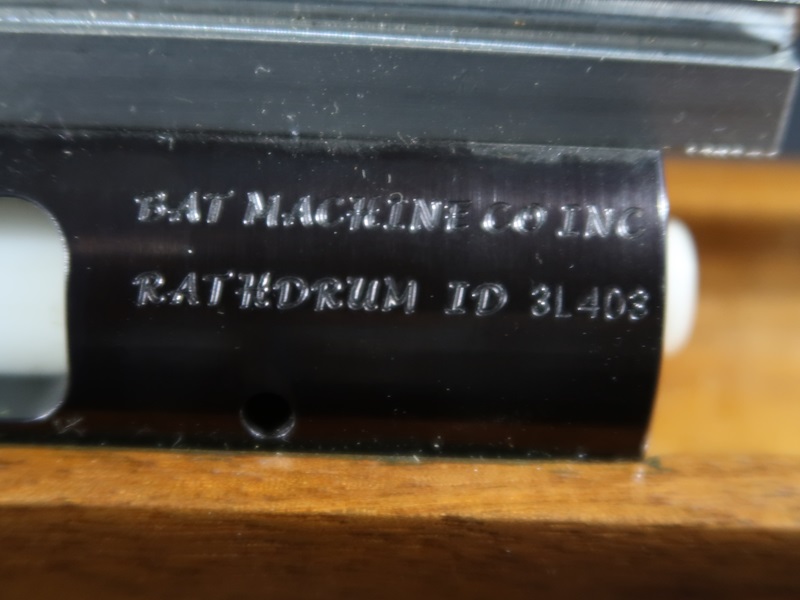 BAT MACHINE CO INC
RATHDRUM ID 3L403